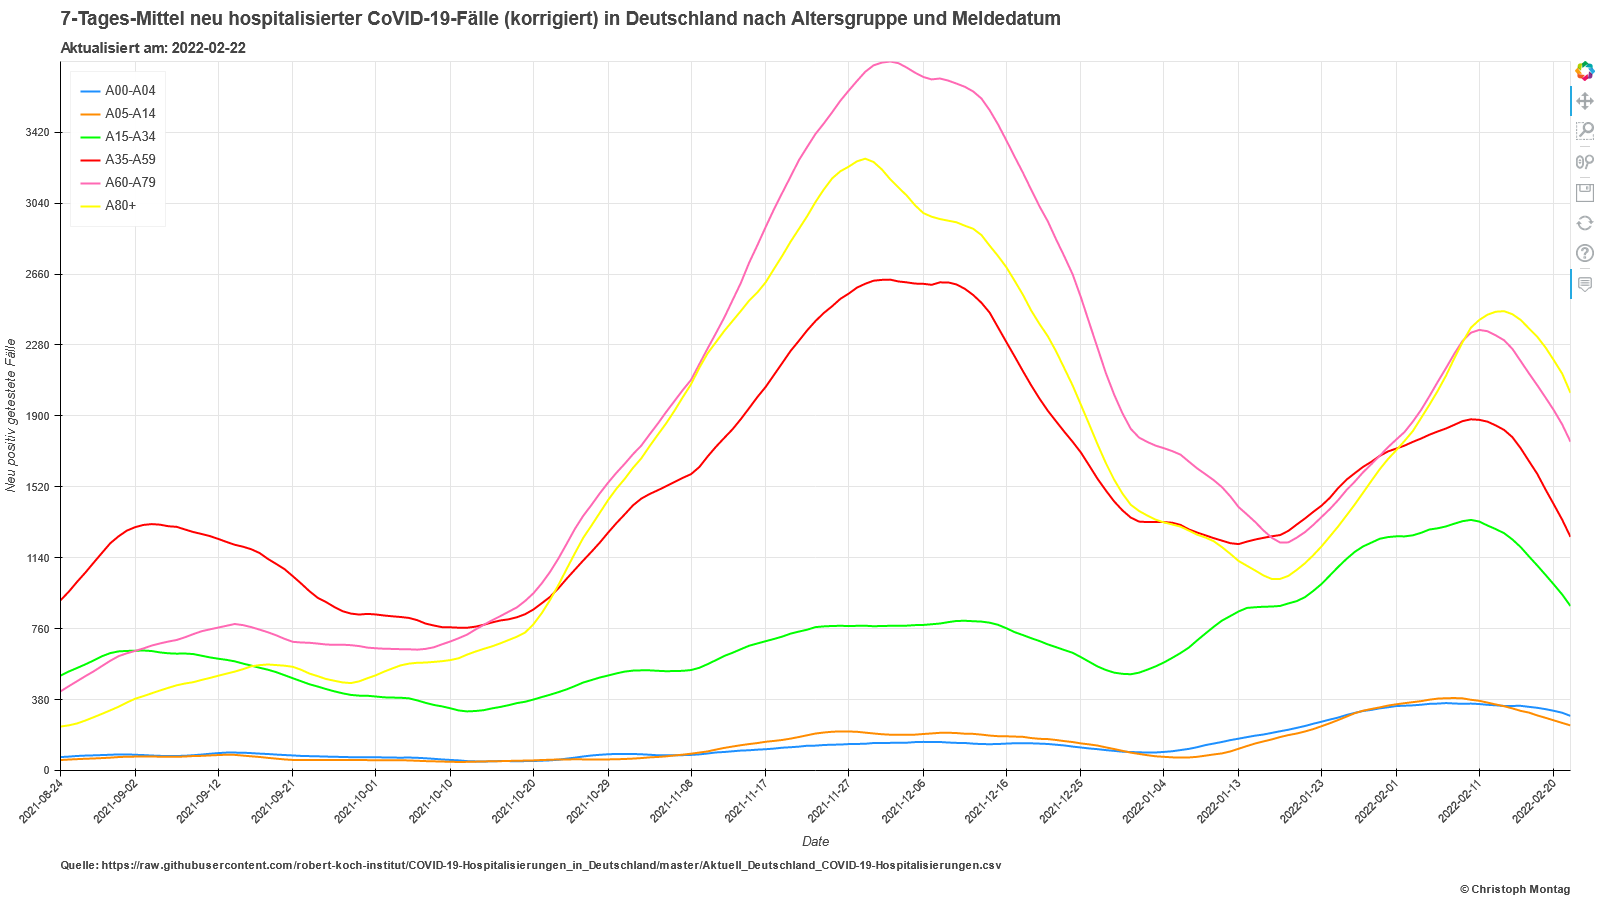 7-Tages-Mittel neu hospitalisierter CoVID-19-Fälle (korrigiert) in Deutschland nach Altersgruppe und Meldedatum
Aktualisiert am: 2022-02-22
A00-A04
A05-A14
A15-A34
A35-A59
A60-A79
A80+
3420
3040
2660
2280
1900
1520
1140
760
380
0
Neu positiv getestete Fälle
2021-08-24
2021-09-02
2021-09-12
2021-09-21
2021-10-01
2021-10-10
2021-10-20
2021-10-29
2021-11-08
2021-11-17
2021-11-27
2021-12-06
2021-12-16
2021-12-25
2022-01-04
2022-01-13
2022-01-23
2022-02-01
2022-02-11
2022-02-20
Date
Quelle: https://raw.githubusercontent.com/robert-koch-institut/COVID-19-Hospitalisierungen_in_Deutschland/master/Aktuell_Deutschland_COVID-19-Hospitalisierungen.csv
© Christoph Montag